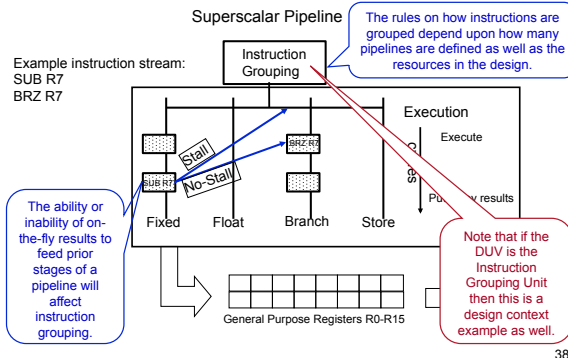 Superscalar Pipeline
Example instruction stream:
SUB R7
BRZ R7
Instruction
Grouping
The rules on how instructions are
grouped depend upon how many
pipelines are defined as well as the
resources in the design.
Execution
Execute
Stall
No-Stall
BRZ R7
SUB R7
results
Fixed
Float
Branch
Store
The ability or
inability of on-
the-fly results to
feed prior
stages of a
pipeline will
affect
instruction
grouping.
Note that if the
DUV is the
Instruction
Grouping Unit
then this is a
design context
example as well.
General Purpose Registers R0-R15
38